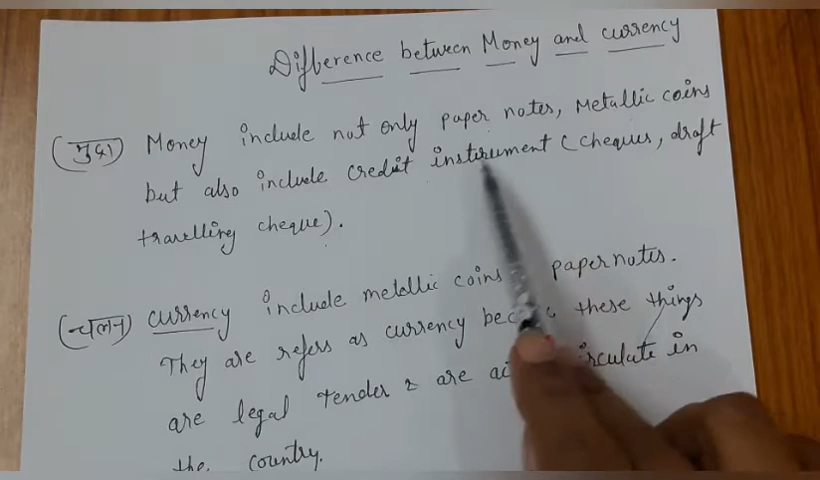 Difference between Money and currency
(मुद्रा) Money include not only paper notes, Metallic coins
but also include credit instrument (cheques, draft
travelling cheque).
(चलन) currency include metallic coins papernotes.
They are refers as currency these things
are legal tender & are circulate in
the country.